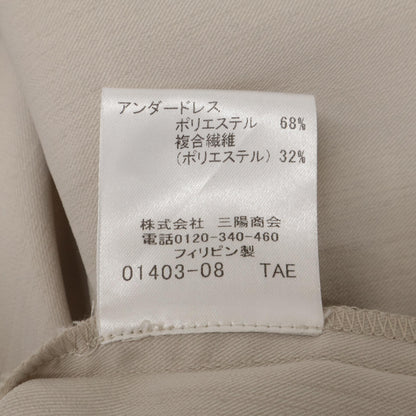 アンダードレス
ポリエステル 68%
複合繊維
(ポリエステル) 32%
株式会社 三陽商会
電話0120-340-460
フィリピン製
01403-08 TAE